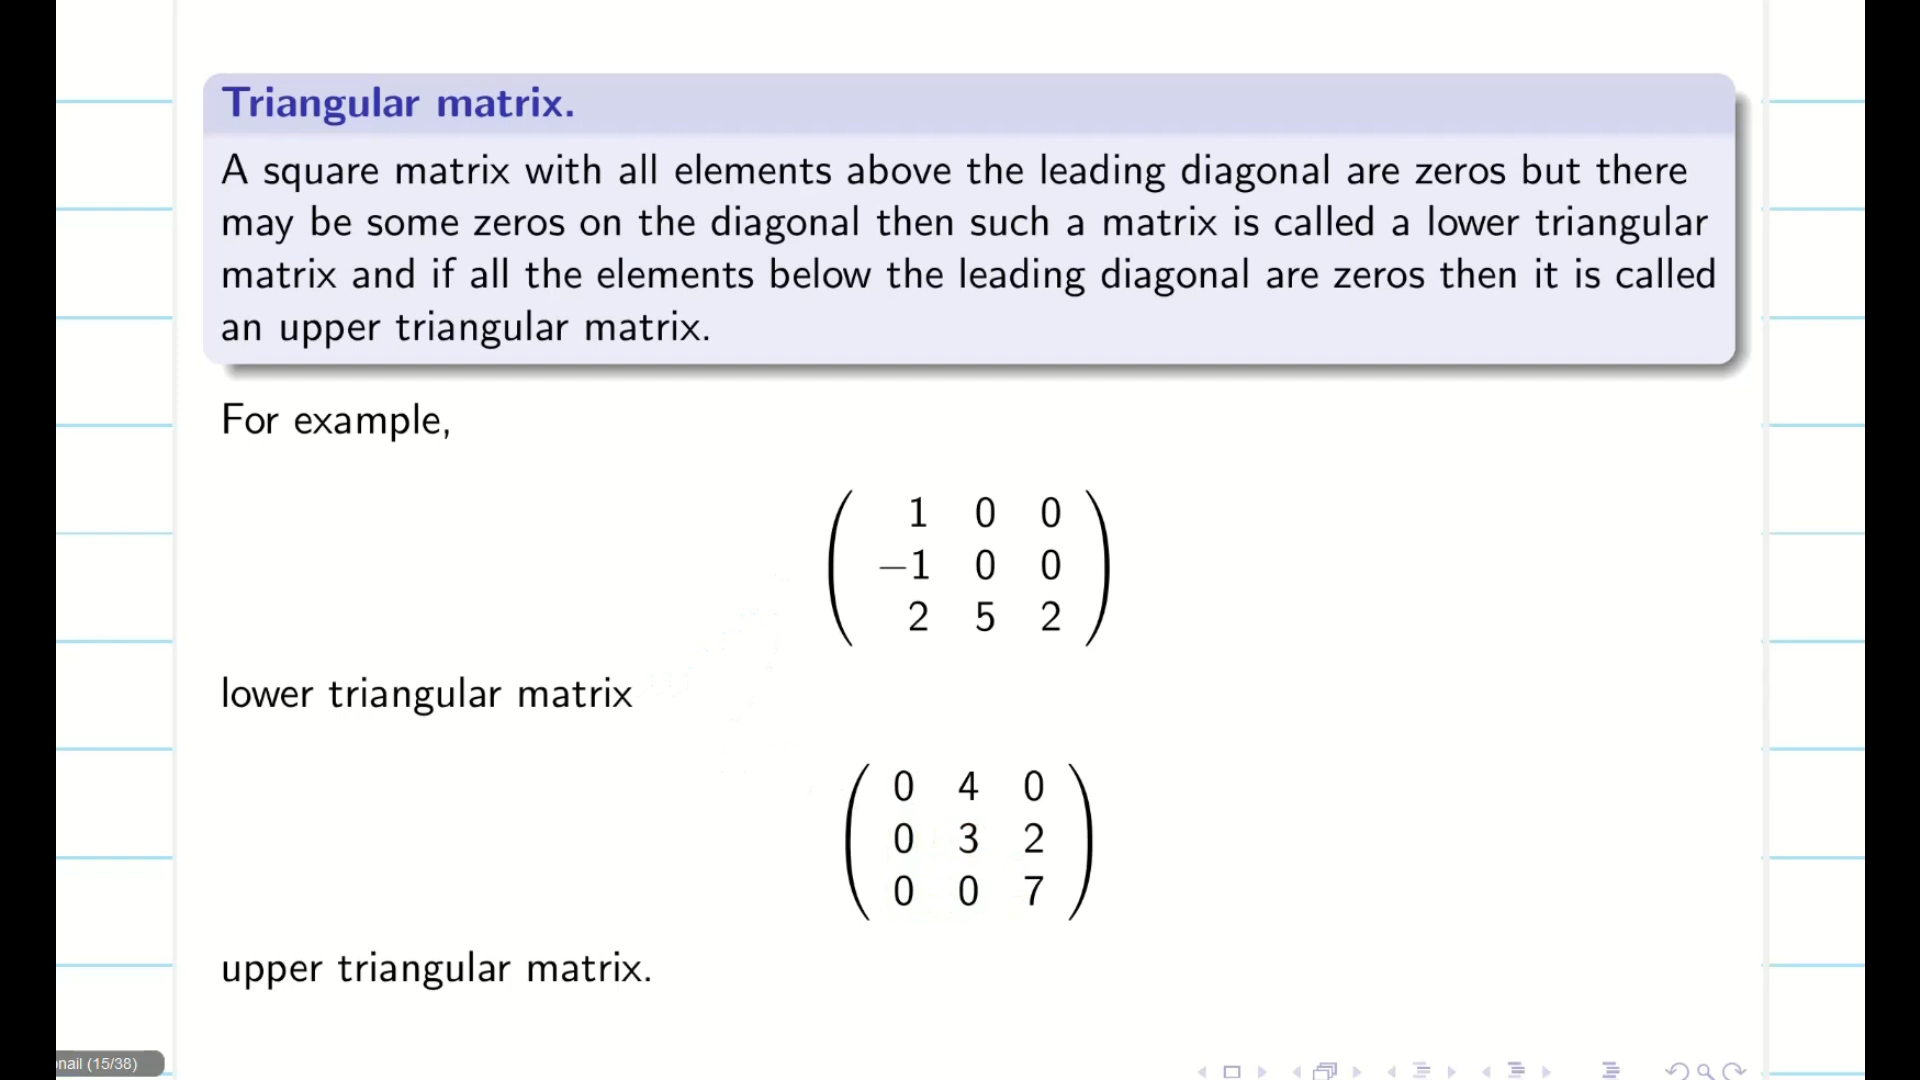 Triangular matrix.
A square matrix with all elements above the leading diagonal are zeros but there
may be some zeros on the diagonal then such a matrix is called a lower triangular
matrix and if all the elements below the leading diagonal are zeros then it is called
an upper triangular matrix.
For example,
1 0 0
−1 0 0
2 5 2
lower triangular matrix
0 4 0
0 3 2
0 0 7
upper triangular matrix.
(15/38)